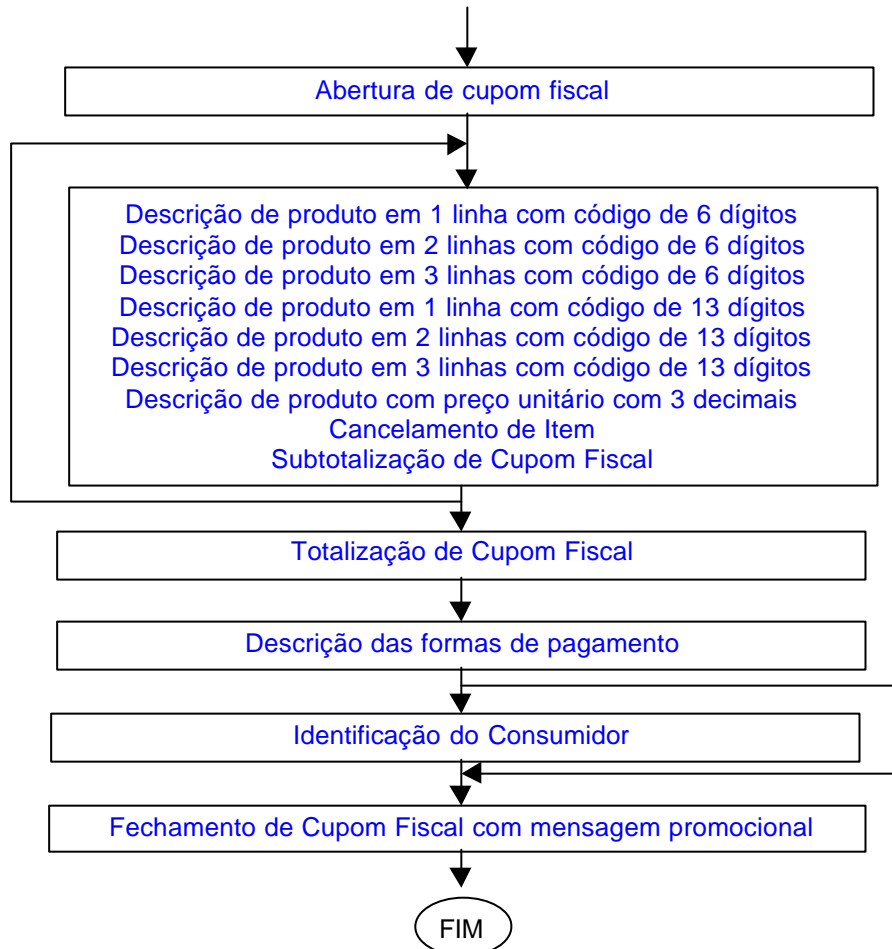 Abertura de cupom fiscal
Descrição de produto em 1 linha com código de 6 dígitos
Descrição de produto em 2 linhas com código de 6 dígitos
Descrição de produto em 3 linhas com código de 6 dígitos
Descrição de produto em 1 linha com código de 13 dígitos
Descrição de produto em 2 linhas com código de 13 dígitos
Descrição de produto em 3 linhas com código de 13 dígitos
Descrição de produto com preço unitário com 3 decimais
Cancelamento de Item
Subtotalização de Cupom Fiscal
Totalização de Cupom Fiscal
Descrição das formas de pagamento
Identificação do Consumidor
Fechamento de Cupom Fiscal com mensagem promocional
FIM